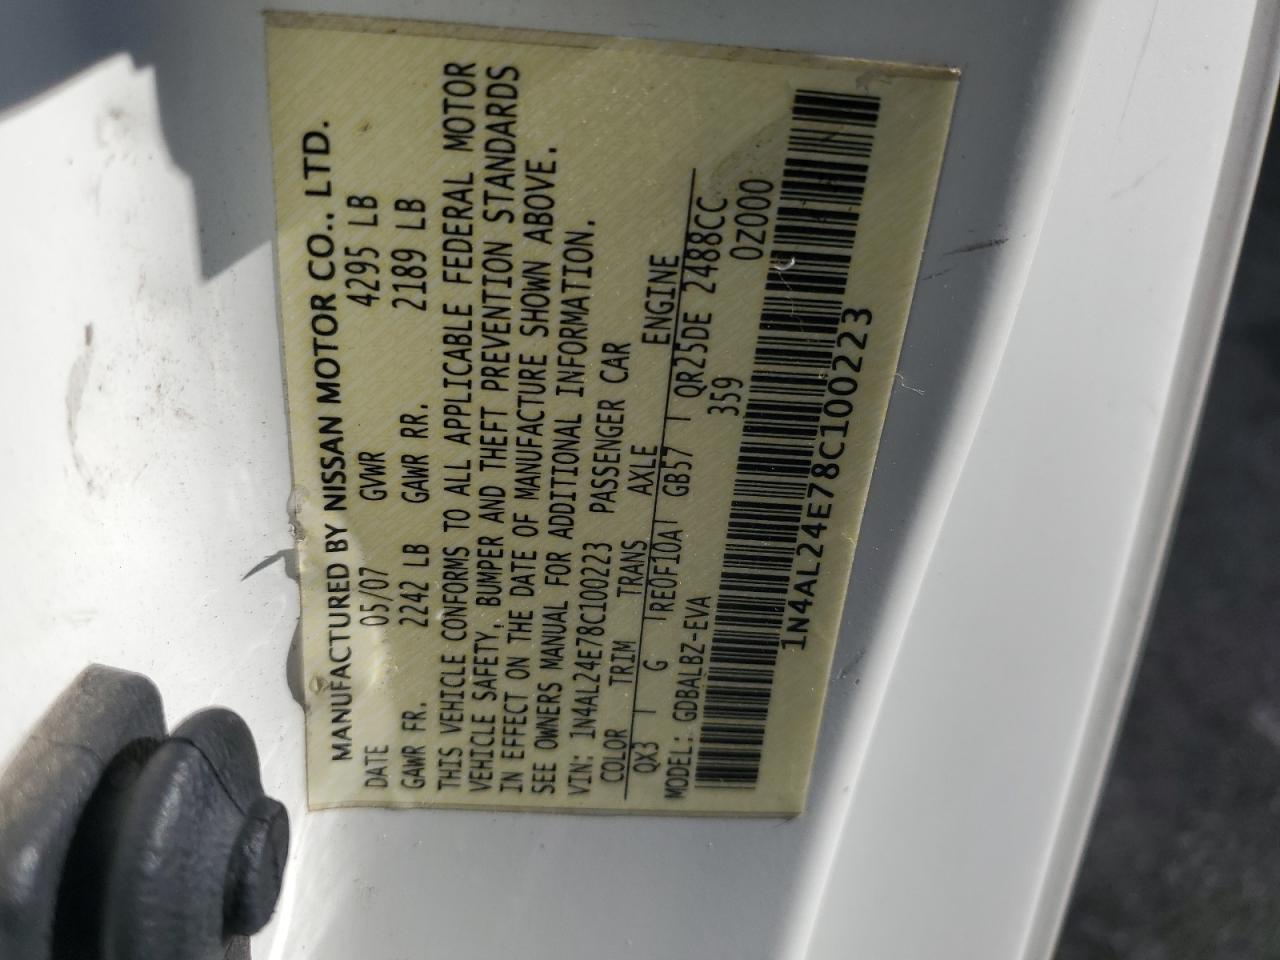 MANUFACTURED BY NISSAN MOTOR CO., LTD.
DATE 05/07 GVWR 4295 LB
GAWR FR. 2242 LB GAWR RR. 2189 LB
THIS VEHICLE CONFORMS TO ALL APPLICABLE FEDERAL MOTOR
VEHICLE SAFETY, BUMPER AND THEFT PREVENTION STANDARDS
IN EFFECT ON THE DATE OF MANUFACTURE SHOWN ABOVE.
SEE OWNERS MANUAL FOR ADDITIONAL INFORMATION.
VIN: 1N4AL24E78C100223 PASSENGER CAR
COLOR TRIM TRANS AXLE ENGINE
QX3 G RE0F10A GB57 QR25DE 2488CC
MODEL: GDBALBZ-EVA 359 0Z000
1N4AL24E78C100223